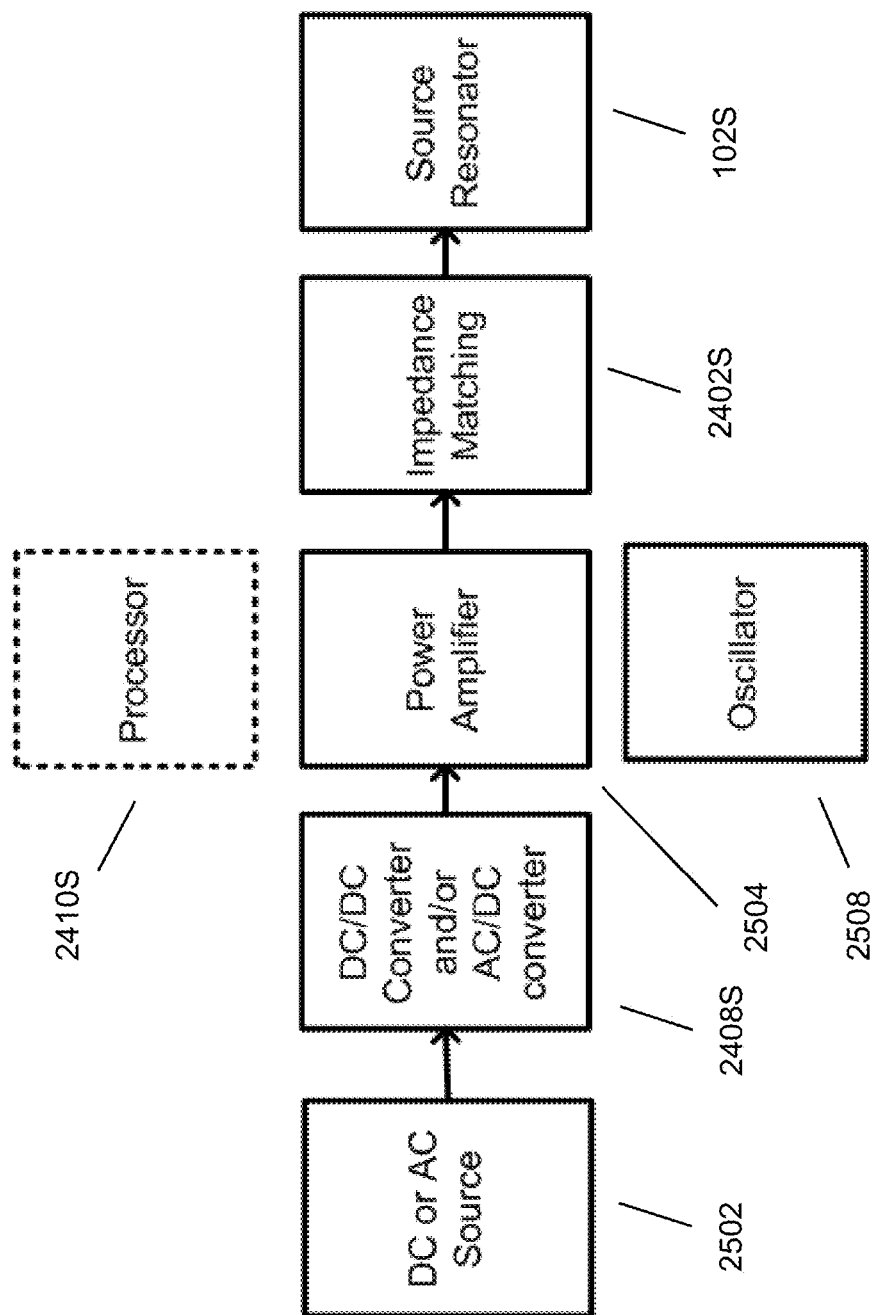 2410S
Processor
DC or AC
Source
DC/DC
Converter
and/or
AC/DC
converter
Power
Amplifier
Impedance
Matching
Source
Resonator
2502
2408S
2504
2402S
102S
Oscillator
2508